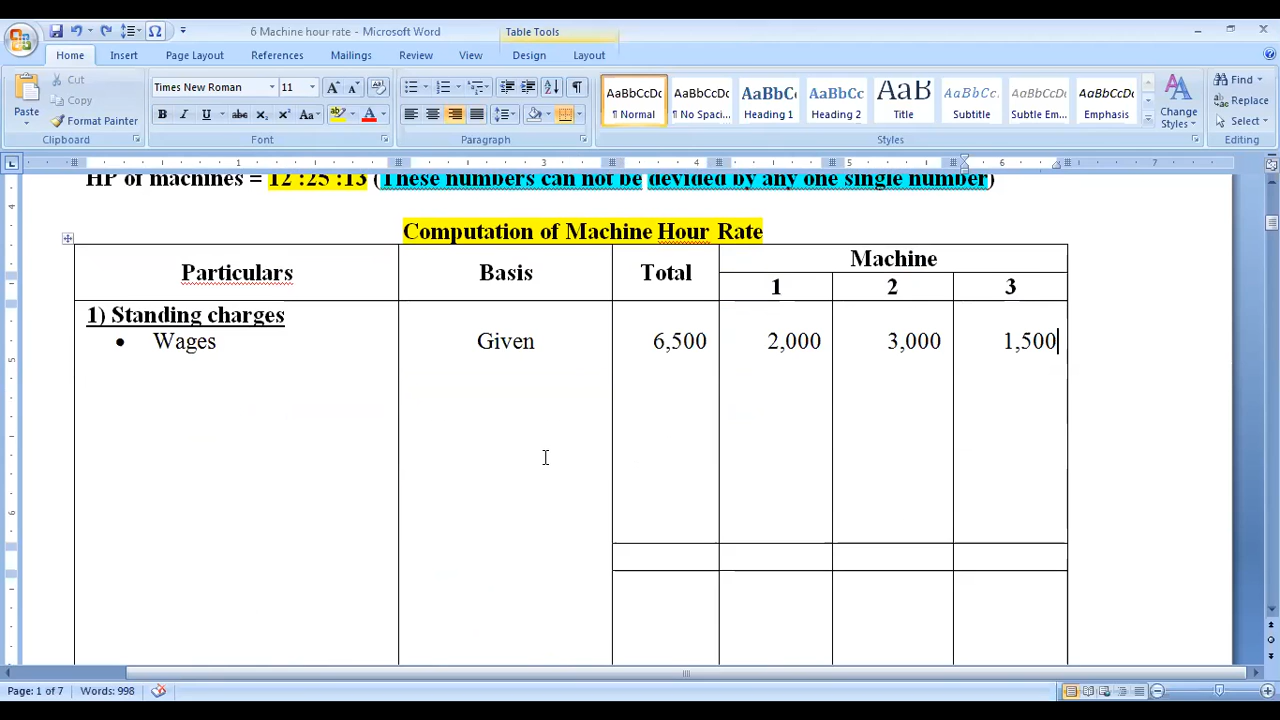 6 Machine hour rate - Microsoft Word
Table Tools
Home Insert Page Layout References Mailings Review View Design Layout
Paste
Cut
Copy
Format Painter
Clipboard
Times New Roman 11
Font
Paragraph
AaBbCcDc AaBbCcDc AaBbC AaBbCc AaB AaBbCc. AaBbCcDc AaBbCcDc
¶ Normal ¶ No Spaci... Heading 1 Heading 2 Title Subtitle Subtle Em... Emphasis
Change Styles
Styles
Find
Replace
Select
Editing
HP of machines = 12 :25 :13 (These numbers can not be devided by any one single number)
Computation of Machine Hour Rate
Particulars Basis Total Machine
1 2 3
1) Standing charges
• Wages Given 6,500 2,000 3,000 1,500
Page: 1 of 7 Words: 998